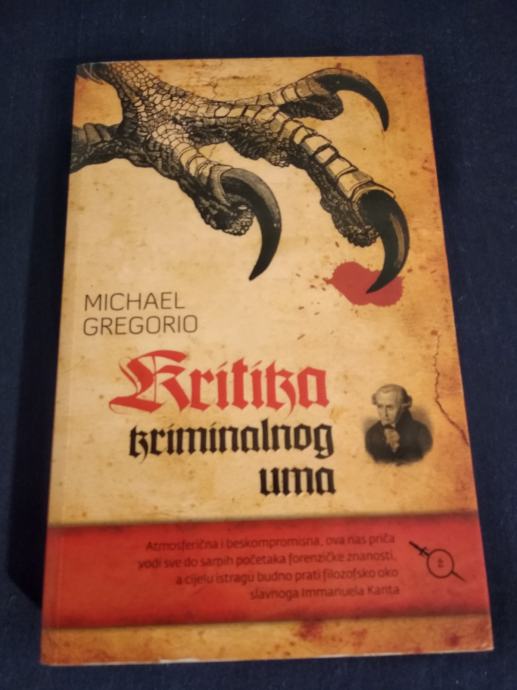 MICHAEL
GREGORIO
Kritika
kriminalnog
uma
Atmosferična i beskompromisna, ova nas priča
vodi sve do samih početaka forenzičke znanosti,
a cijelu istragu budno prati filozofsko oko
slavnoga Immanuela Kanta
ž